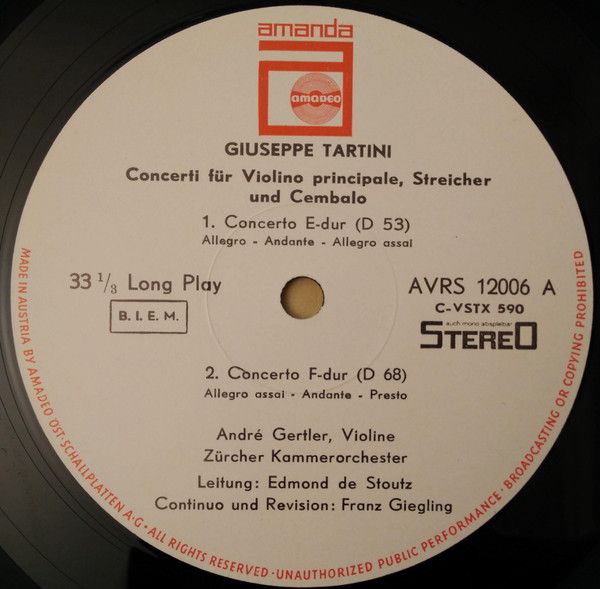 amanda
AMADEO
GIUSEPPE TARTINI
Concerti für Violino principale, Streicher
und Cembalo
1. Concerto E-dur (D 53)
Allegro - Andante - Allegro assai
33 1/3 Long Play
B. I. E. M.
AVRS 12006 A
C-VSTX 590
auch mono abspielbar
STEREO
2. Concerto F-dur (D 68)
Allegro assai - Andante - Presto
André Gertler, Violine
Zürcher Kammerorchester
Leitung: Edmond de Stoutz
Continuo und Revision: Franz Giegling
MADE IN AUSTRIA BY AMADEO ÖST. SCHALLPLATTEN A·G · ALL RIGHTS RESERVED · UNAUTHORIZED PUBLIC PERFORMANCE · BROADCASTING OR COPYING PROHIBITED